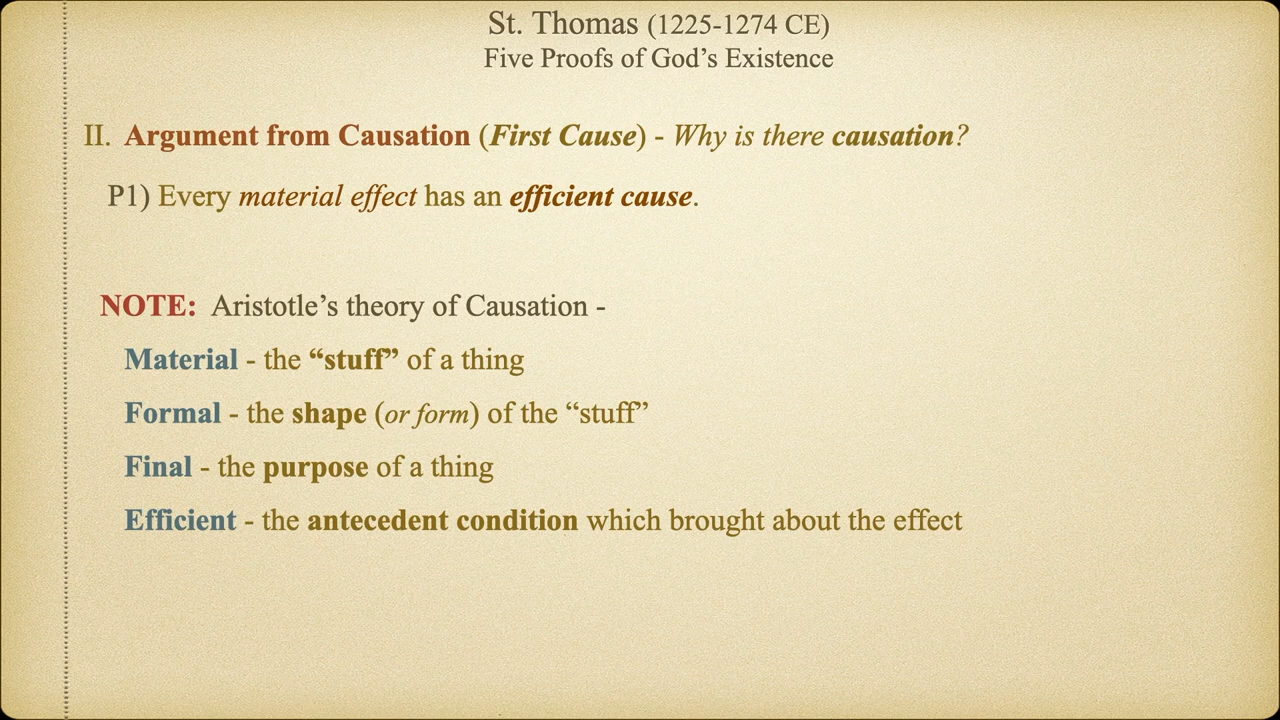 St. Thomas (1225-1274 CE)
Five Proofs of God’s Existence
II. Argument from Causation (First Cause) - Why is there causation?
P1) Every material effect has an efficient cause.
NOTE: Aristotle’s theory of Causation -
Material - the “stuff” of a thing
Formal - the shape (or form) of the “stuff”
Final - the purpose of a thing
Efficient - the antecedent condition which brought about the effect